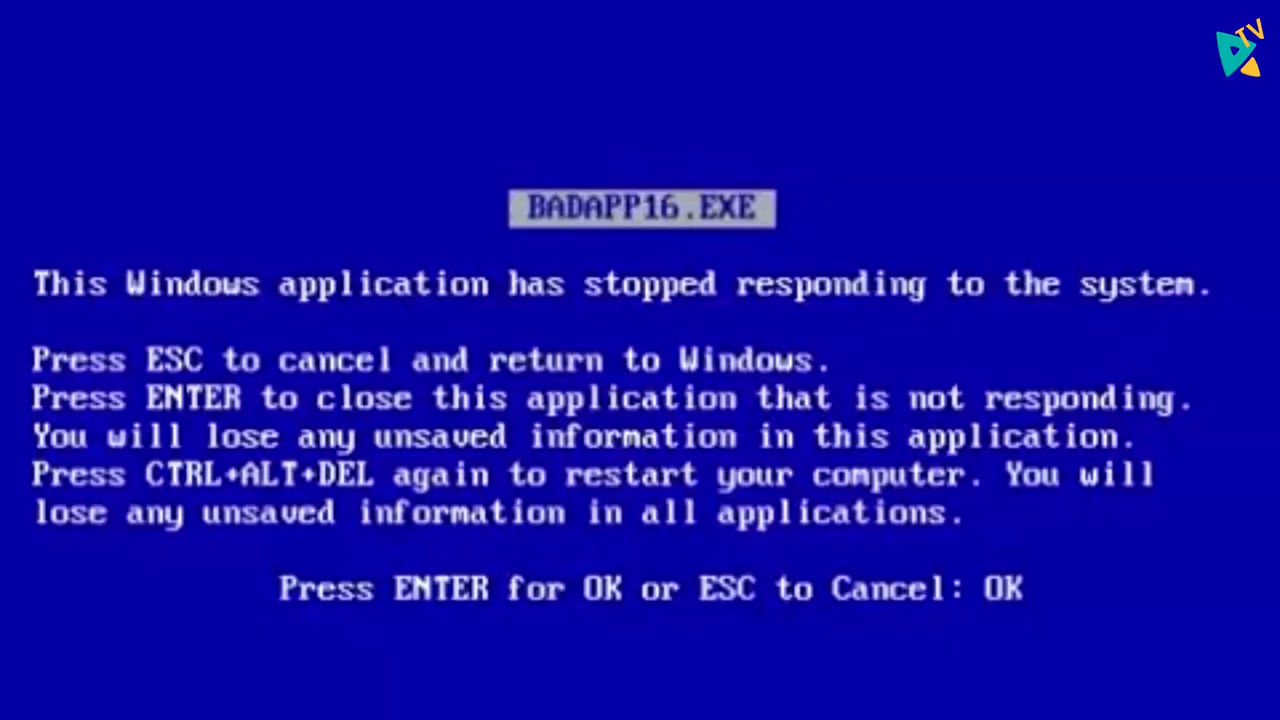 TV
BADAPP16.EXE
This Windows application has stopped responding to the system.
Press ESC to cancel and return to Windows.
Press ENTER to close this application that is not responding.
You will lose any unsaved information in this application.
Press CTRL+ALT+DEL again to restart your computer. You will
lose any unsaved information in all applications.
Press ENTER for OK or ESC to Cancel: OK